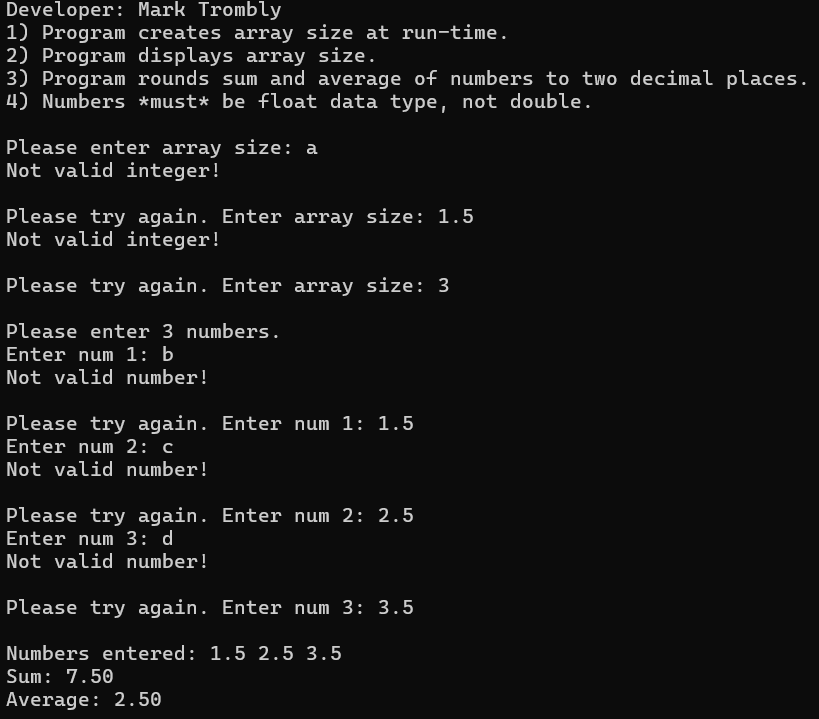 Developer: Mark Trombly
1) Program creates array size at run-time.
2) Program displays array size.
3) Program rounds sum and average of numbers to two decimal places.
4) Numbers *must* be float data type, not double.
Please enter array size: a
Not valid integer!
Please try again. Enter array size: 1.5
Not valid integer!
Please try again. Enter array size: 3
Please enter 3 numbers.
Enter num 1: b
Not valid number!
Please try again. Enter num 1: 1.5
Enter num 2: c
Not valid number!
Please try again. Enter num 2: 2.5
Enter num 3: d
Not valid number!
Please try again. Enter num 3: 3.5
Numbers entered: 1.5 2.5 3.5
Sum: 7.50
Average: 2.50